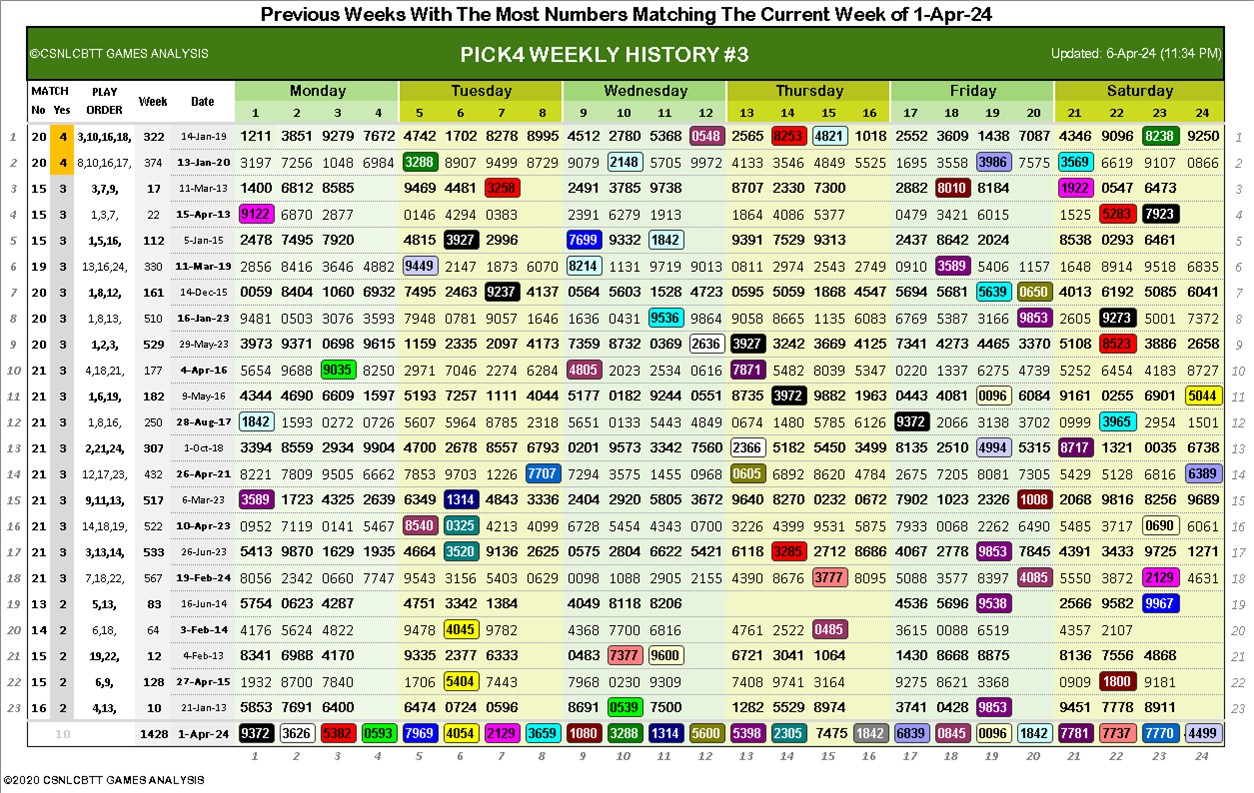 Previous Weeks With The Most Numbers Matching The Current Week of 1-Apr-24
©CSNLCBTT GAMES ANALYSIS PICK4 WEEKLY HISTORY #3 Updated: 6-Apr-24 (11:34 PM)
MATCH PLAY Week Date Monday Tuesday Wednesday Thursday Friday Saturday
No Yes ORDER 1 2 3 4 5 6 7 8 9 10 11 12 13 14 15 16 17 18 19 20 21 22 23 24
1 20 4 3,10,16,18, 322 14-Jan-19 1211 3851 9279 7672 4742 1702 8278 8995 4512 2780 5368 0548 2565 8253 4821 1018 2552 3609 1438 7087 4346 9096 8238 9250 1
2 20 4 8,10,16,17, 374 13-Jan-20 3197 7256 1048 6984 3288 8907 9499 8729 9079 2148 5705 9972 4133 3546 4849 5525 1695 3558 3986 7575 3569 6619 9107 0866 2
3 15 3 3,7,9, 17 11-Mar-13 1400 6812 8585 9469 4481 3258 2491 3785 9738 8707 2330 7300 2882 8010 8184 1922 0547 6473 3
4 15 3 1,3,7, 22 15-Apr-13 9122 6870 2877 0146 4294 0383 2391 6279 1913 1864 4086 5377 0479 3421 6015 1525 5283 7923 4
5 15 3 1,5,16, 112 5-Jan-15 2478 7495 7920 4815 3927 2996 7699 9332 1842 9391 7529 9313 2437 8642 2024 8538 0293 6461 5
6 19 3 13,16,24, 330 11-Mar-19 2856 8416 3646 4882 9449 2147 1873 6070 8214 1131 9719 9013 0811 2974 2543 2749 0910 3589 5406 1157 1648 8914 9518 6835 6
7 20 3 1,8,12, 161 14-Dec-15 0059 8404 1060 6932 7495 2463 9237 4137 0564 5603 1528 4723 0595 5059 1868 4547 5694 5681 5639 0650 4013 6192 5085 6041 7
8 20 3 1,8,13, 510 16-Jan-23 9481 0503 3076 3593 7948 0781 9057 1646 1636 0431 9536 9864 9058 8665 1135 6083 6769 5387 3166 9853 2605 9273 5001 7372 8
9 20 3 1,2,3, 529 29-May-23 3973 9371 0698 9615 1159 2335 2097 4173 7359 8732 0369 2636 3927 3242 3669 4125 7341 4273 4465 3370 5108 8523 3886 2658 9
10 21 3 4,18,21, 177 4-Apr-16 5654 9688 9035 8250 2971 7046 2274 6284 4805 2023 2534 0616 7871 5482 8039 5347 0220 1337 6275 4739 5252 6454 4183 8727 10
11 21 3 1,6,19, 182 9-May-16 4344 4690 6609 1597 5193 7257 1111 4044 5177 0182 9244 0551 8735 3972 9882 1963 0443 4081 0096 6084 9161 0255 6901 5044 11
12 21 3 1,8,16, 250 28-Aug-17 1842 1593 0272 0726 5605 5964 8785 2318 5651 0133 5443 4849 0674 1480 5785 6126 9372 2066 3138 3702 0999 3965 2954 1501 12
13 21 3 2,21,24, 307 1-Oct-18 3394 8559 2934 9904 4700 2678 8557 6793 0201 9573 3342 7560 2366 5182 5450 3499 8135 2510 4994 5315 8717 1321 0035 6738 13
14 21 3 12,17,23, 432 26-Apr-21 8221 7809 9505 6662 7853 9703 1226 7707 7294 3575 1455 0968 0605 6892 8620 4784 2675 7208 8081 7305 5429 5128 6816 6389 14
15 21 3 9,11,13, 517 6-Mar-23 3589 1723 4325 2639 6349 1314 4843 3336 2404 2920 5805 3672 9640 8270 0232 0672 7902 1023 2326 1008 2068 9816 8256 9689 15
16 21 3 14,18,19, 522 10-Apr-23 0952 7119 0141 5467 8540 0325 4213 4099 6728 5454 4343 0700 3226 4399 9531 5875 7933 0068 2262 6490 5485 3717 0690 6061 16
17 21 3 3,13,14, 533 26-Jun-23 5413 9870 1629 1935 4664 3520 9136 2625 0575 2804 6622 5421 6118 3285 2712 8686 4067 2778 9853 7845 4391 3433 9725 1271 17
18 21 3 7,18,22, 567 19-Feb-24 8056 2342 0660 7747 9543 3156 5403 0629 0098 1088 2905 2155 4390 8676 3777 8095 5088 3577 8397 4085 5550 3872 2129 4631 18
19 13 2 5,13, 83 16-Jun-14 5754 0623 4287 4751 3342 1384 4049 8118 8206 4536 5696 9538 2566 9582 9967 19
20 14 2 6,18, 64 3-Feb-14 4176 5624 4822 9478 4045 9782 4368 7700 6816 4761 2522 0485 3615 0088 6519 4357 2107 20
21 15 2 19,22, 12 4-Feb-13 8341 6988 4170 9335 2377 6333 0483 7377 9600 6721 3041 1064 1430 8668 8875 8136 7556 4868 21
22 15 2 6,9, 128 27-Apr-15 1932 8700 7840 1706 5404 7443 7968 0230 9309 7408 9741 3164 9275 8621 3368 0909 1800 9181 22
23 16 2 4,13, 10 21-Jan-13 5853 7691 6400 6474 0724 0596 8691 0539 7500 1282 5529 8974 3741 0428 9853 9451 7778 8911 23
10 1428 1-Apr-24 9372 3626 5382 0593 7969 4054 2129 3659 1080 3288 1314 5600 5398 2305 7475 1842 6839 0845 0096 1842 7781 7737 7770 4499
1 2 3 4 5 6 7 8 9 10 11 12 13 14 15 16 17 18 19 20 21 22 23 24
©2020 CSNLCBTT GAMES ANALYSIS